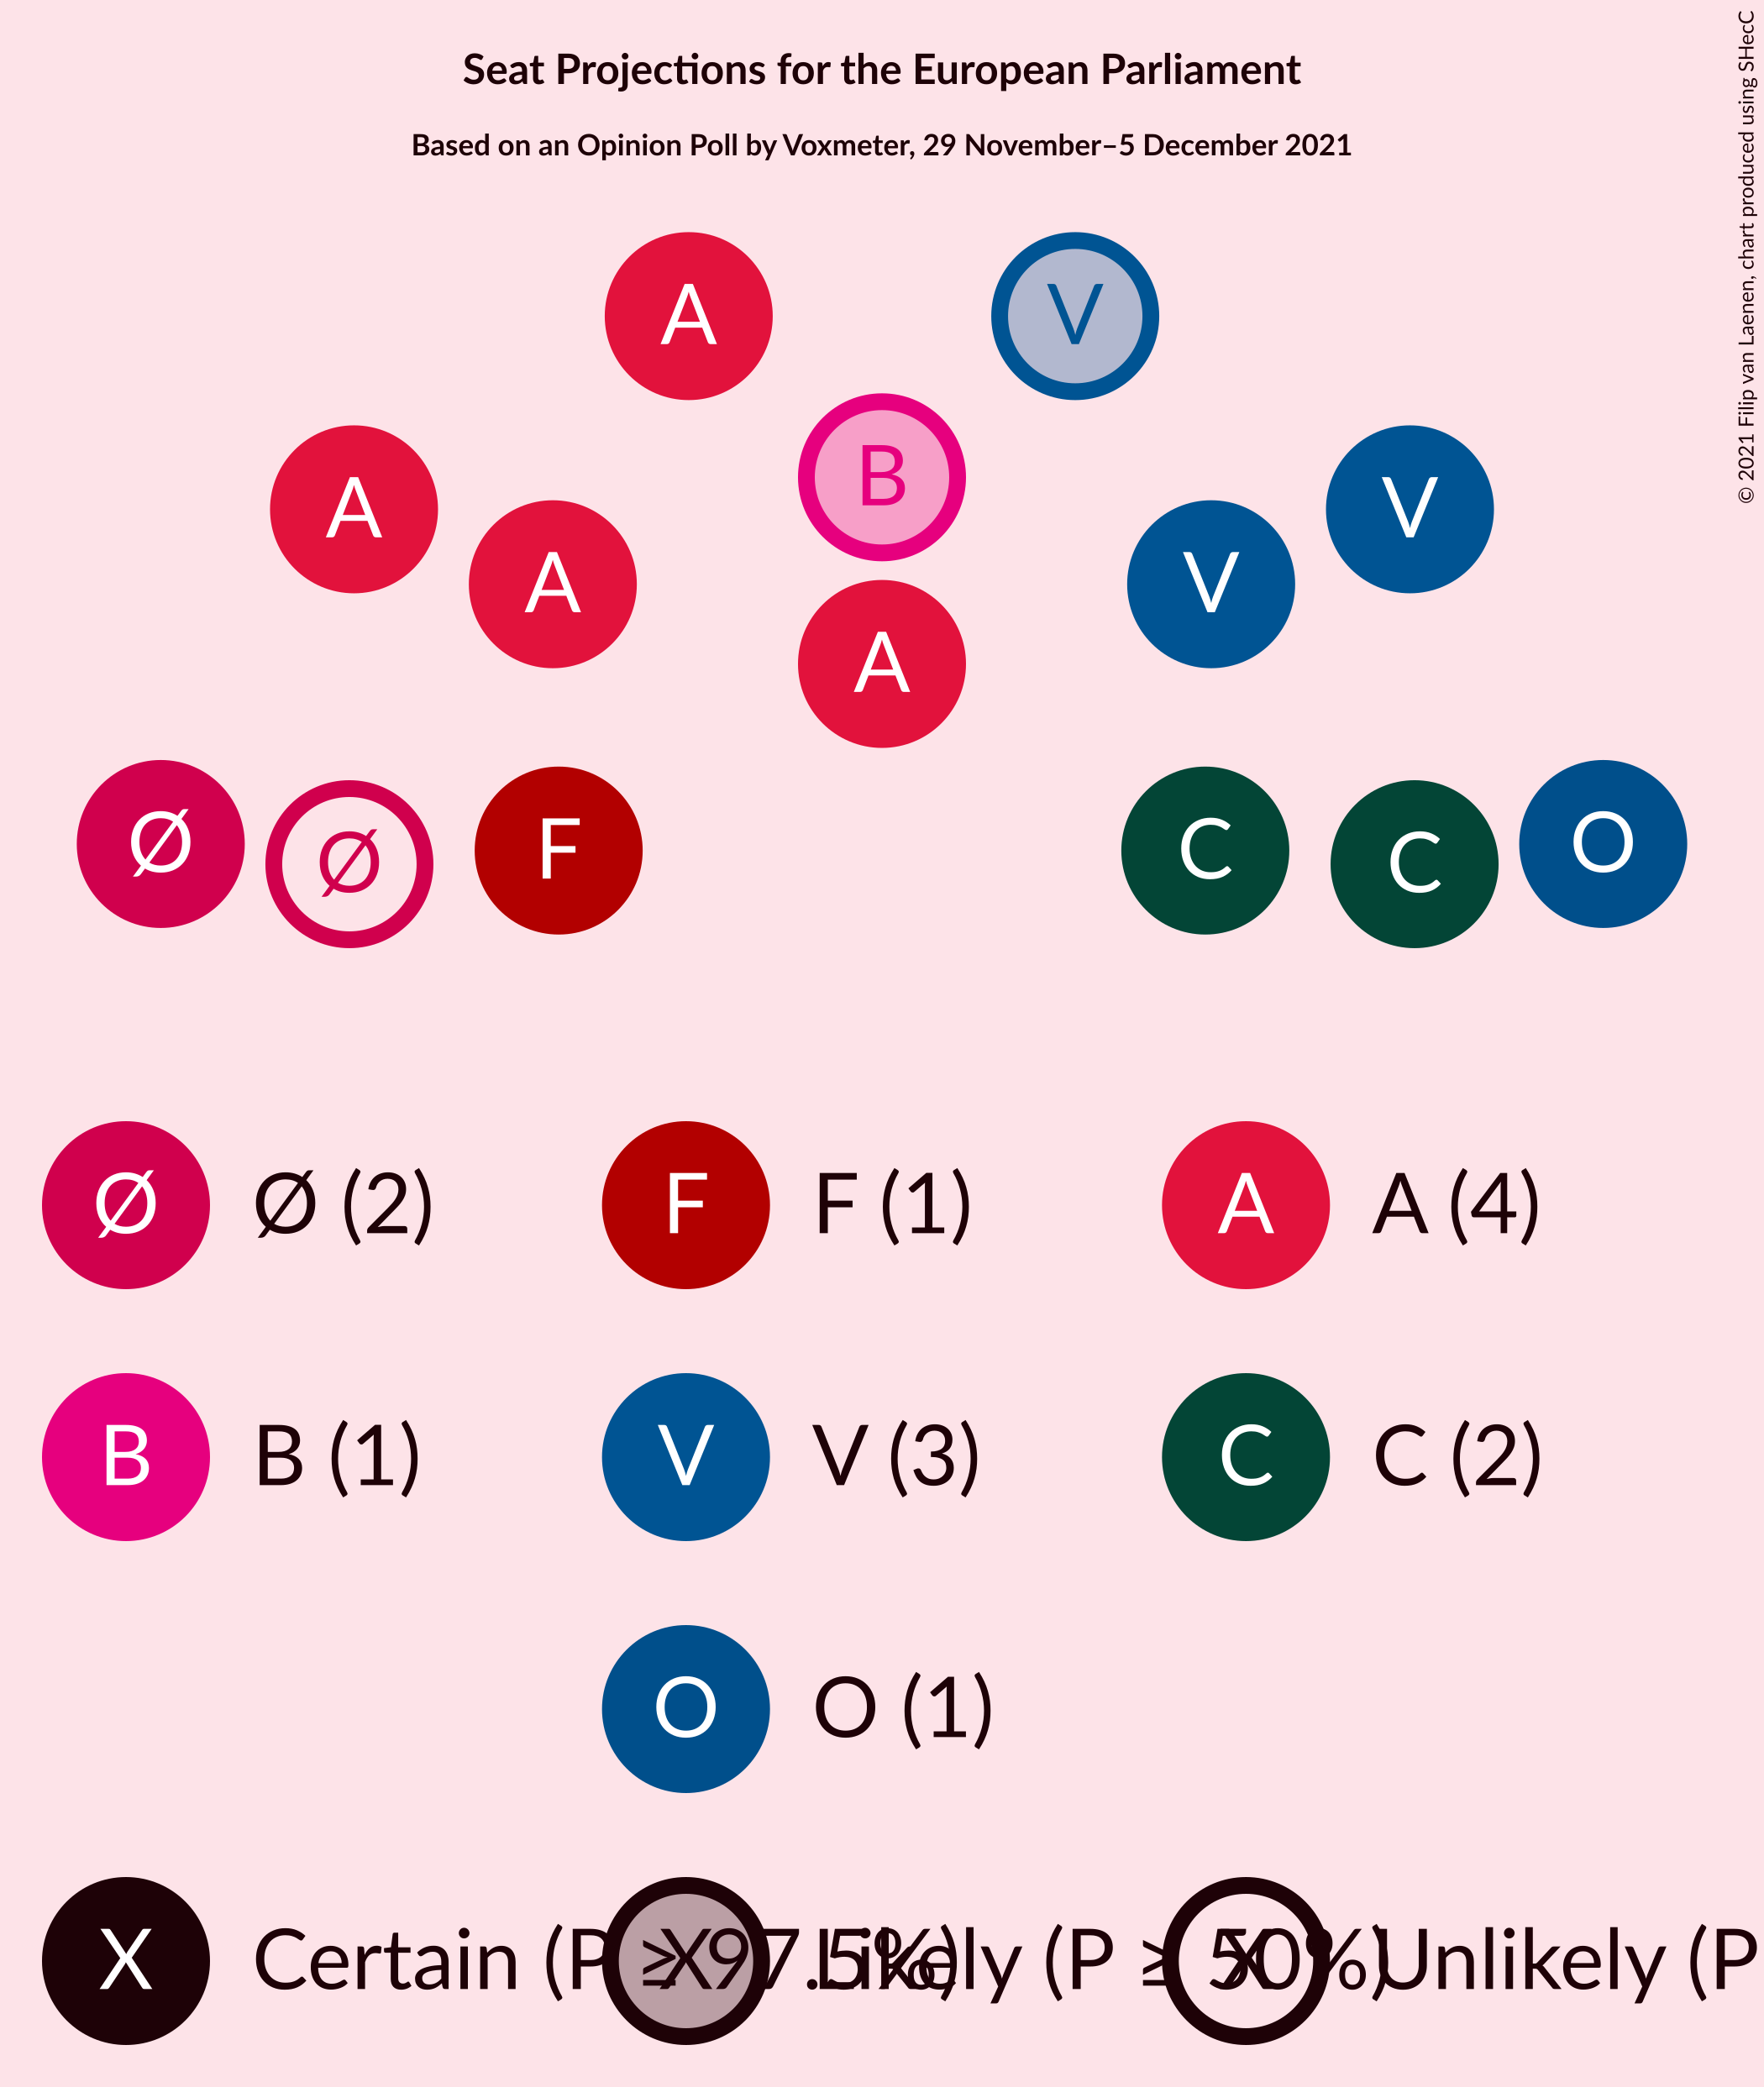 Seat Projections for the European Parliament
Based on an Opinion Poll by Voxmeter, 29 November–5 December 2021
© 2021 Filip van Laenen, chart produced using SHecC
A V
B
A V
A V
A
Ø Ø F C C O
Ø Ø (2) F F (1) A A (4)
B B (1) V V (3) C C (2)
O O (1)
X Certain (P ≥ 97.5%) X Likely (P ≥ 50%) X Unlikely (P